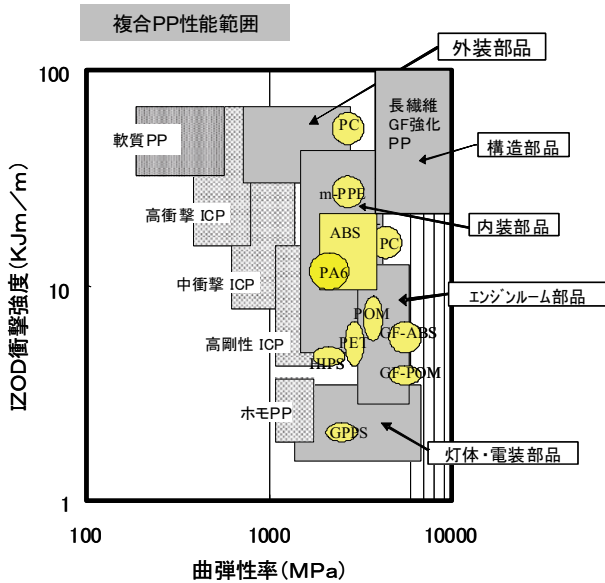 複合PP性能範囲
外装部品
100
長繊維
GF強化
PP
PC
軟質PP
構造部品
m-PPE
高衝撃 ICP
内装部品
ABS
PC
PA6
中衝撃 ICP
10
エンジンルーム部品
POM
GF-ABS
高剛性 ICP
PET
HIPS
GF-POM
ホモPP
GPPS
灯体・電装部品
1
100
1000
10000
曲弾性率(MPa)
IZOD衝撃強度(KJm/m)